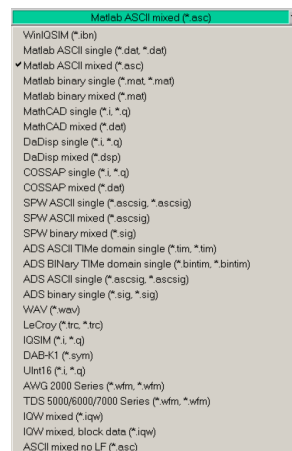 Matlab ASCII mixed (*.asc)
WinIQSIM (*.ibn)
Matlab ASCII single (*.dat, *.dat)
Matlab ASCII mixed (*.asc)
Matlab binary single (*.mat, *.mat)
Matlab binary mixed (*.mat)
MathCAD single (*.i, *.q)
MathCAD mixed (*.dat)
DaDisp single (*.i, *.q)
DaDisp mixed (*.dsp)
COSSAP single (*.i, *.q)
COSSAP mixed (*.dat)
SPW ASCII single (*.ascsig, *.ascsig)
SPW ASCII mixed (*.ascsig)
SPW binary mixed (*.sig)
ADS ASCII TIMe domain single (*.tim, *.tim)
ADS BINary TIMe domain single (*.bintim, *.bintim)
ADS ASCII single (*.ascsig, *.ascsig)
ADS binary single (*.sig, *.sig)
WAV (*.wav)
LeCroy (*.trc, *.trc)
IQSIM (*.i, *.q)
DAB-K1 (*.sym)
UInt16 (*.i, *.q)
AWG 2000 Series (*.wfm, *.wfm)
TDS 5000/6000/7000 Series (*.wfm, *.wfm)
IQW mixed (*.iqw)
IQW mixed, block data (*.iqw)
ASCII mixed no LF (*.asc)